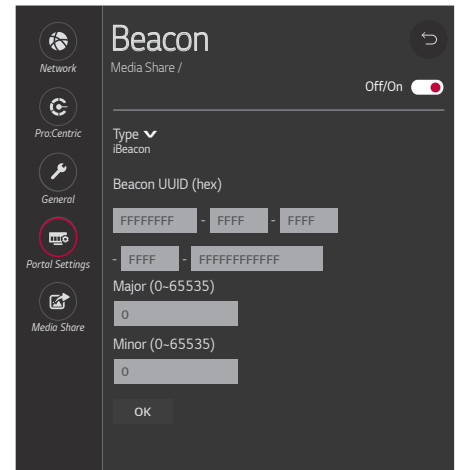 Network
Pro:Centric
General
Portal Settings
Media Share
Beacon
Media Share /
Off/On
Type
iBeacon
Beacon UUID (hex)
FFFFFFFF - FFFF - FFFF
- FFFF - FFFFFFFFFFFF
Major (0~65535)
0
Minor (0~65535)
0
OK